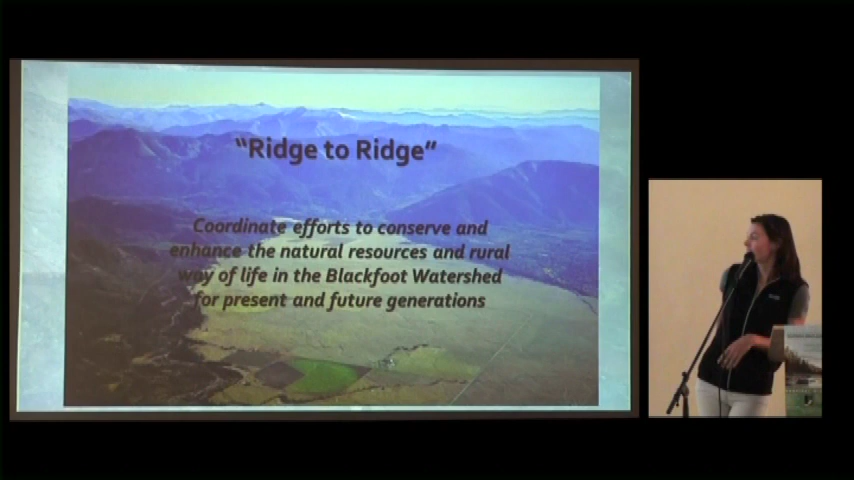 "Ridge to Ridge"
Coordinate efforts to conserve and
enhance the natural resources and rural
way of life in the Blackfoot Watershed
for present and future generations